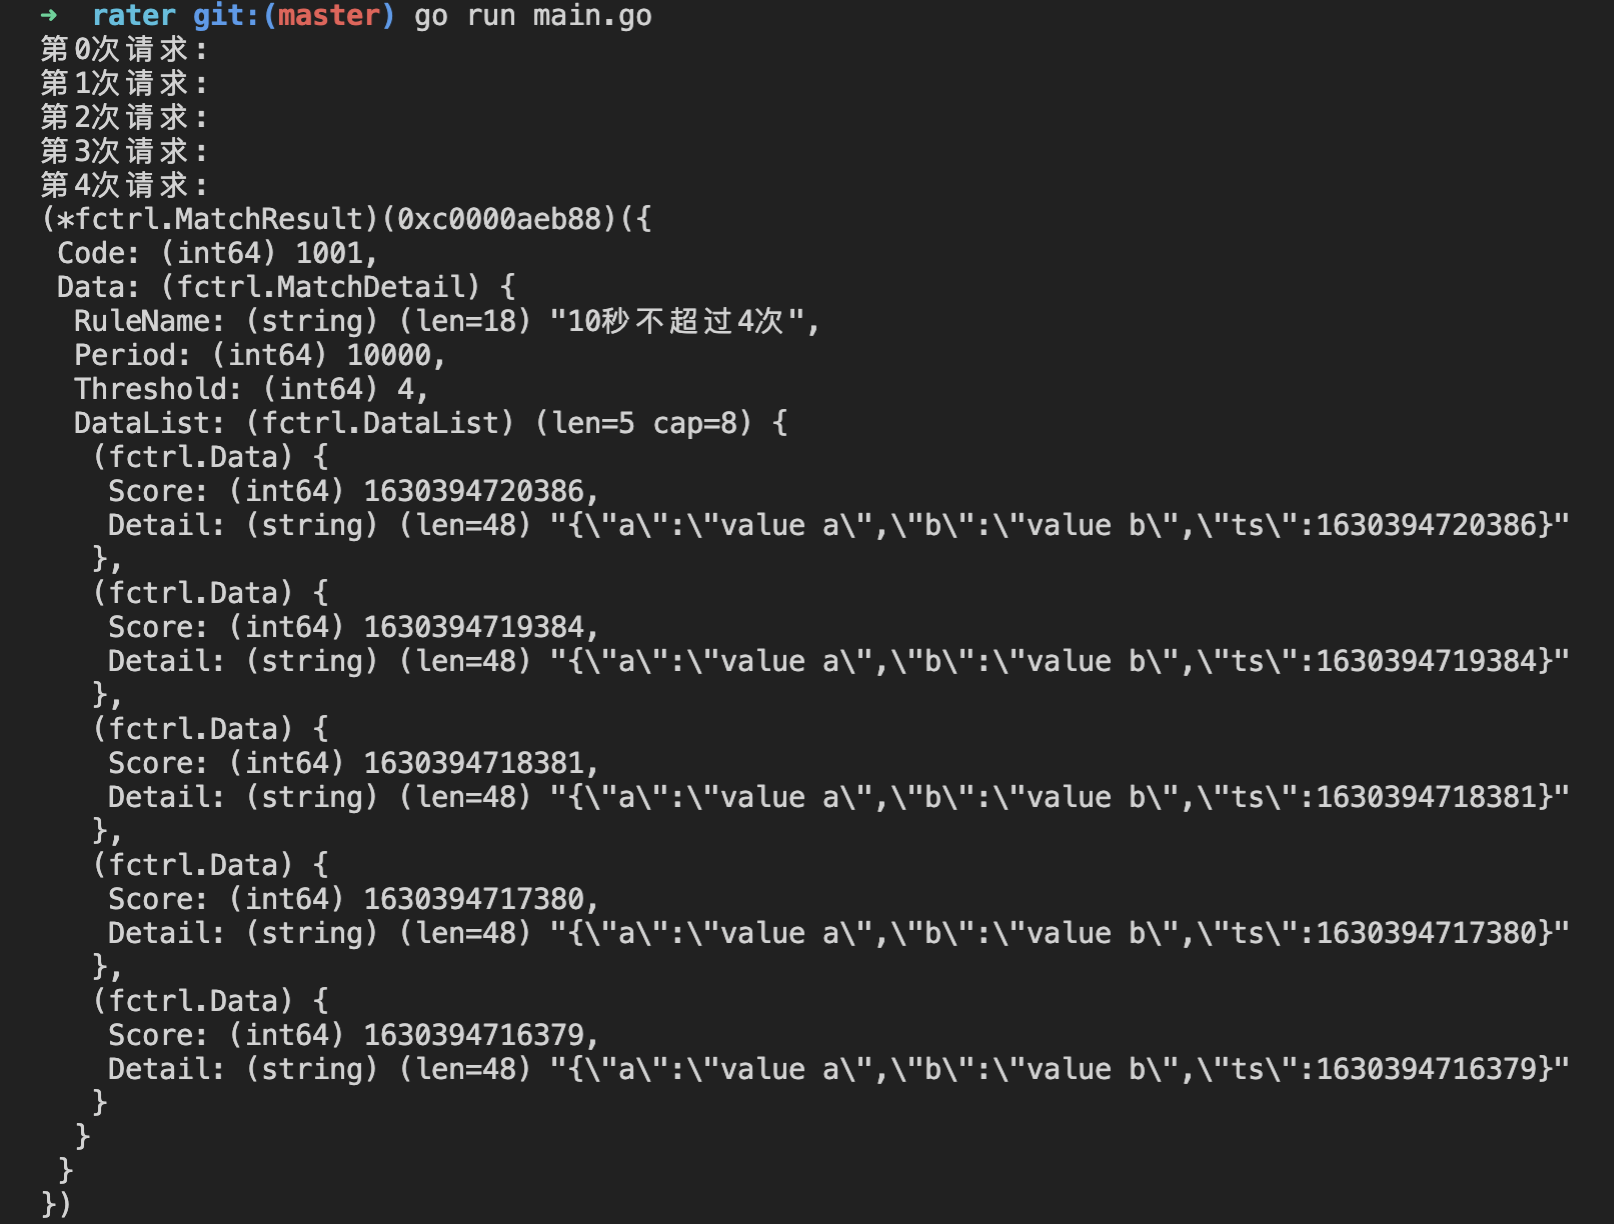 ➜  rater git:(master) go run main.go
第0次请求:
第1次请求:
第2次请求:
第3次请求:
第4次请求:
(*fctrl.MatchResult)(0xc0000aeb88)({
 Code: (int64) 1001,
 Data: (fctrl.MatchDetail) {
  RuleName: (string) (len=18) "10秒不超过4次",
  Period: (int64) 10000,
  Threshold: (int64) 4,
  DataList: (fctrl.DataList) (len=5 cap=8) {
   (fctrl.Data) {
    Score: (int64) 1630394720386,
    Detail: (string) (len=48) "{\"a\":\"value a\",\"b\":\"value b\",\"ts\":1630394720386}"
   },
   (fctrl.Data) {
    Score: (int64) 1630394719384,
    Detail: (string) (len=48) "{\"a\":\"value a\",\"b\":\"value b\",\"ts\":1630394719384}"
   },
   (fctrl.Data) {
    Score: (int64) 1630394718381,
    Detail: (string) (len=48) "{\"a\":\"value a\",\"b\":\"value b\",\"ts\":1630394718381}"
   },
   (fctrl.Data) {
    Score: (int64) 1630394717380,
    Detail: (string) (len=48) "{\"a\":\"value a\",\"b\":\"value b\",\"ts\":1630394717380}"
   },
   (fctrl.Data) {
    Score: (int64) 1630394716379,
    Detail: (string) (len=48) "{\"a\":\"value a\",\"b\":\"value b\",\"ts\":1630394716379}"
   }
  }
 }
})